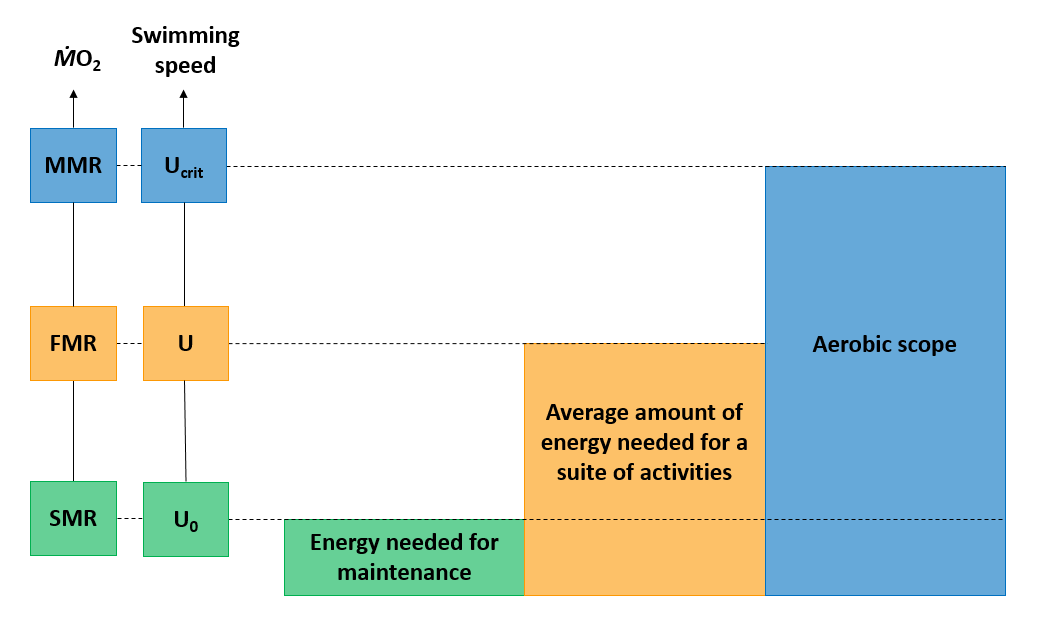 Swimming
speed
ṀO₂
MMR
U_crit
FMR
U
Aerobic scope
Average amount of
energy needed for a
suite of activities
SMR
U₀
Energy needed for
maintenance